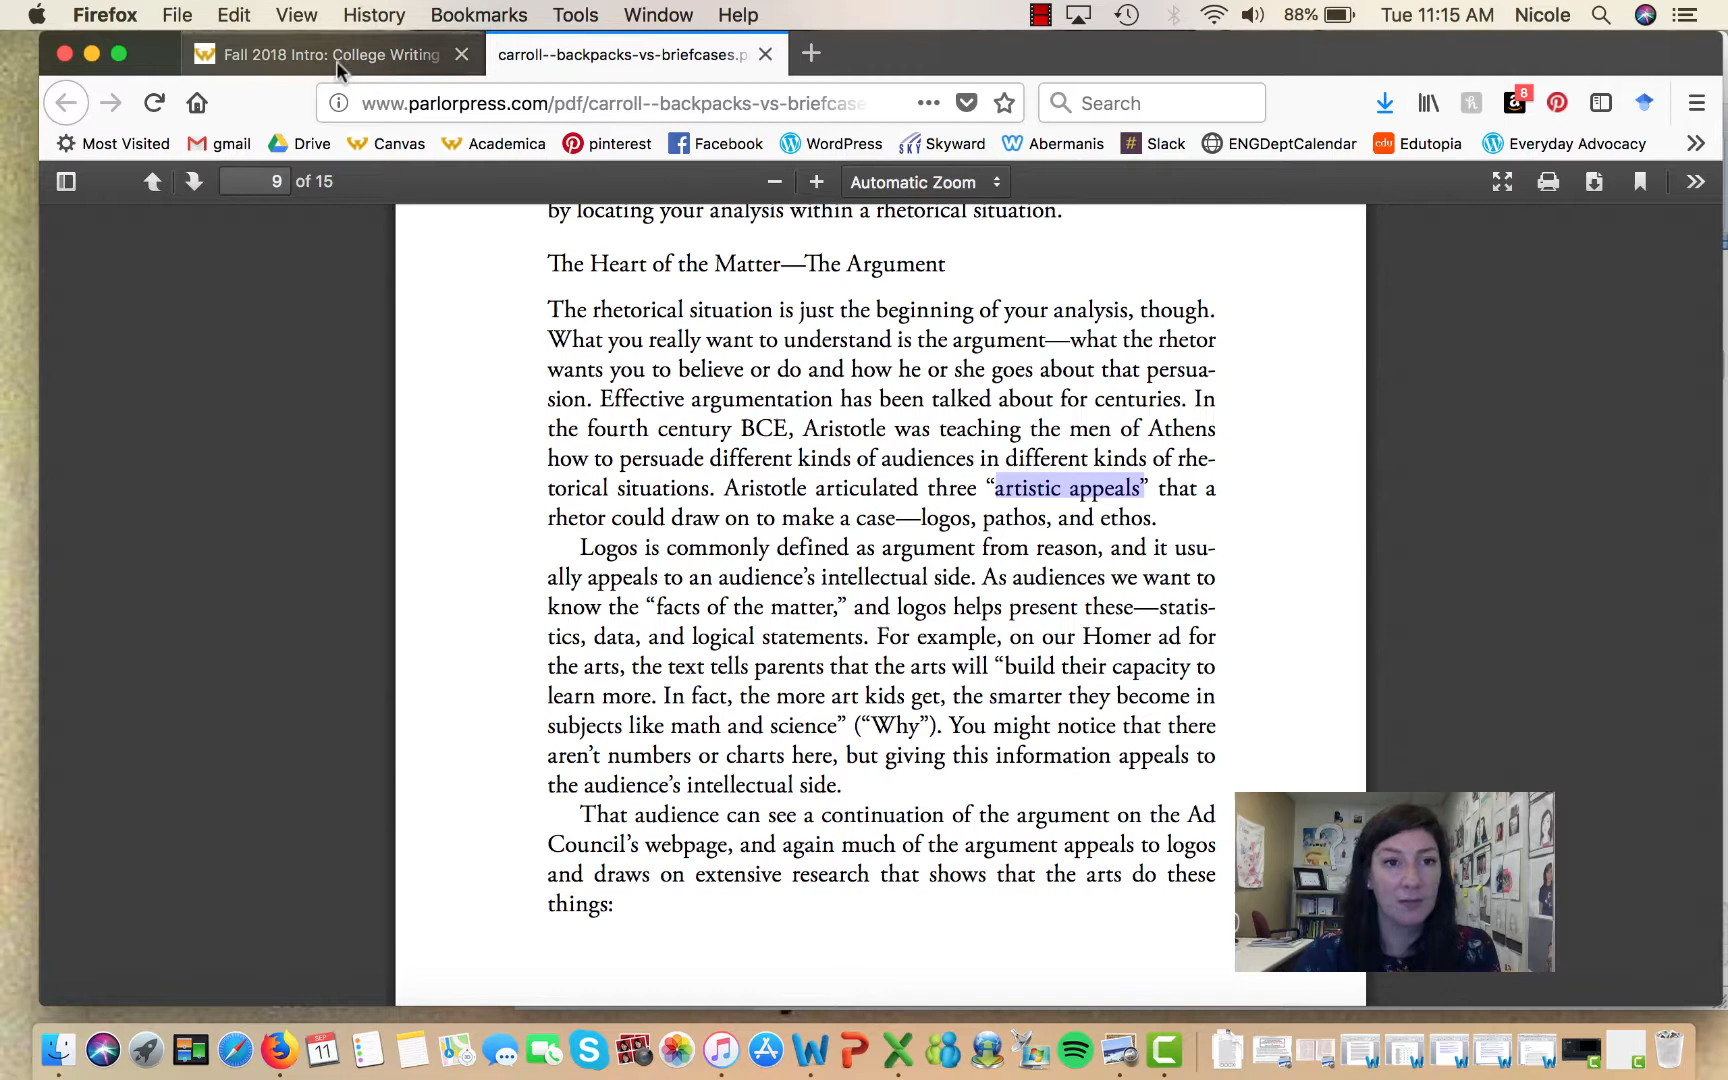 Firefox File Edit View History Bookmarks Tools Window Help 88% Tue 11:15 AM Nicole
Fall 2018 Intro: College Writing carroll--backpacks-vs-briefcases.p
www.parlorpress.com/pdf/carroll--backpacks-vs-briefcase Search 8
Most Visited gmail Drive Canvas Academica pinterest Facebook WordPress Skyward Abermanis Slack ENGDeptCalendar Edutopia Everyday Advocacy
9 of 15 Automatic Zoom
by locating your analysis within a rhetorical situation.
The Heart of the Matter—The Argument
The rhetorical situation is just the beginning of your analysis, though.
What you really want to understand is the argument—what the rhetor
wants you to believe or do and how he or she goes about that persua-
sion. Effective argumentation has been talked about for centuries. In
the fourth century BCE, Aristotle was teaching the men of Athens
how to persuade different kinds of audiences in different kinds of rhe-
torical situations. Aristotle articulated three “artistic appeals” that a
rhetor could draw on to make a case—logos, pathos, and ethos.
Logos is commonly defined as argument from reason, and it usu-
ally appeals to an audience’s intellectual side. As audiences we want to
know the “facts of the matter,” and logos helps present these—statis-
tics, data, and logical statements. For example, on our Homer ad for
the arts, the text tells parents that the arts will “build their capacity to
learn more. In fact, the more art kids get, the smarter they become in
subjects like math and science” (“Why”). You might notice that there
aren’t numbers or charts here, but giving this information appeals to
the audience’s intellectual side.
That audience can see a continuation of the argument on the Ad
Council’s webpage, and again much of the argument appeals to logos
and draws on extensive research that shows that the arts do these
things:
SEP
11